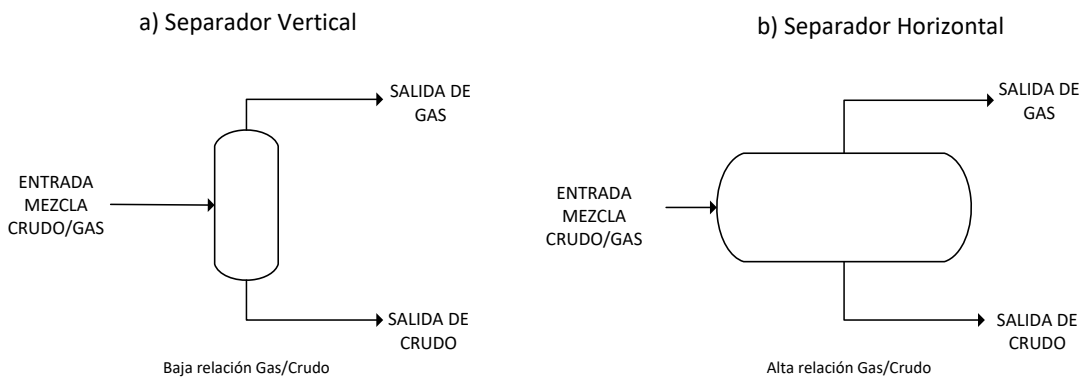 a) Separador Vertical
SALIDA DE
GAS
ENTRADA
MEZCLA
CRUDO/GAS
SALIDA DE
CRUDO
Baja relación Gas/Crudo
b) Separador Horizontal
SALIDA DE
GAS
ENTRADA
MEZCLA
CRUDO/GAS
SALIDA DE
CRUDO
Alta relación Gas/Crudo